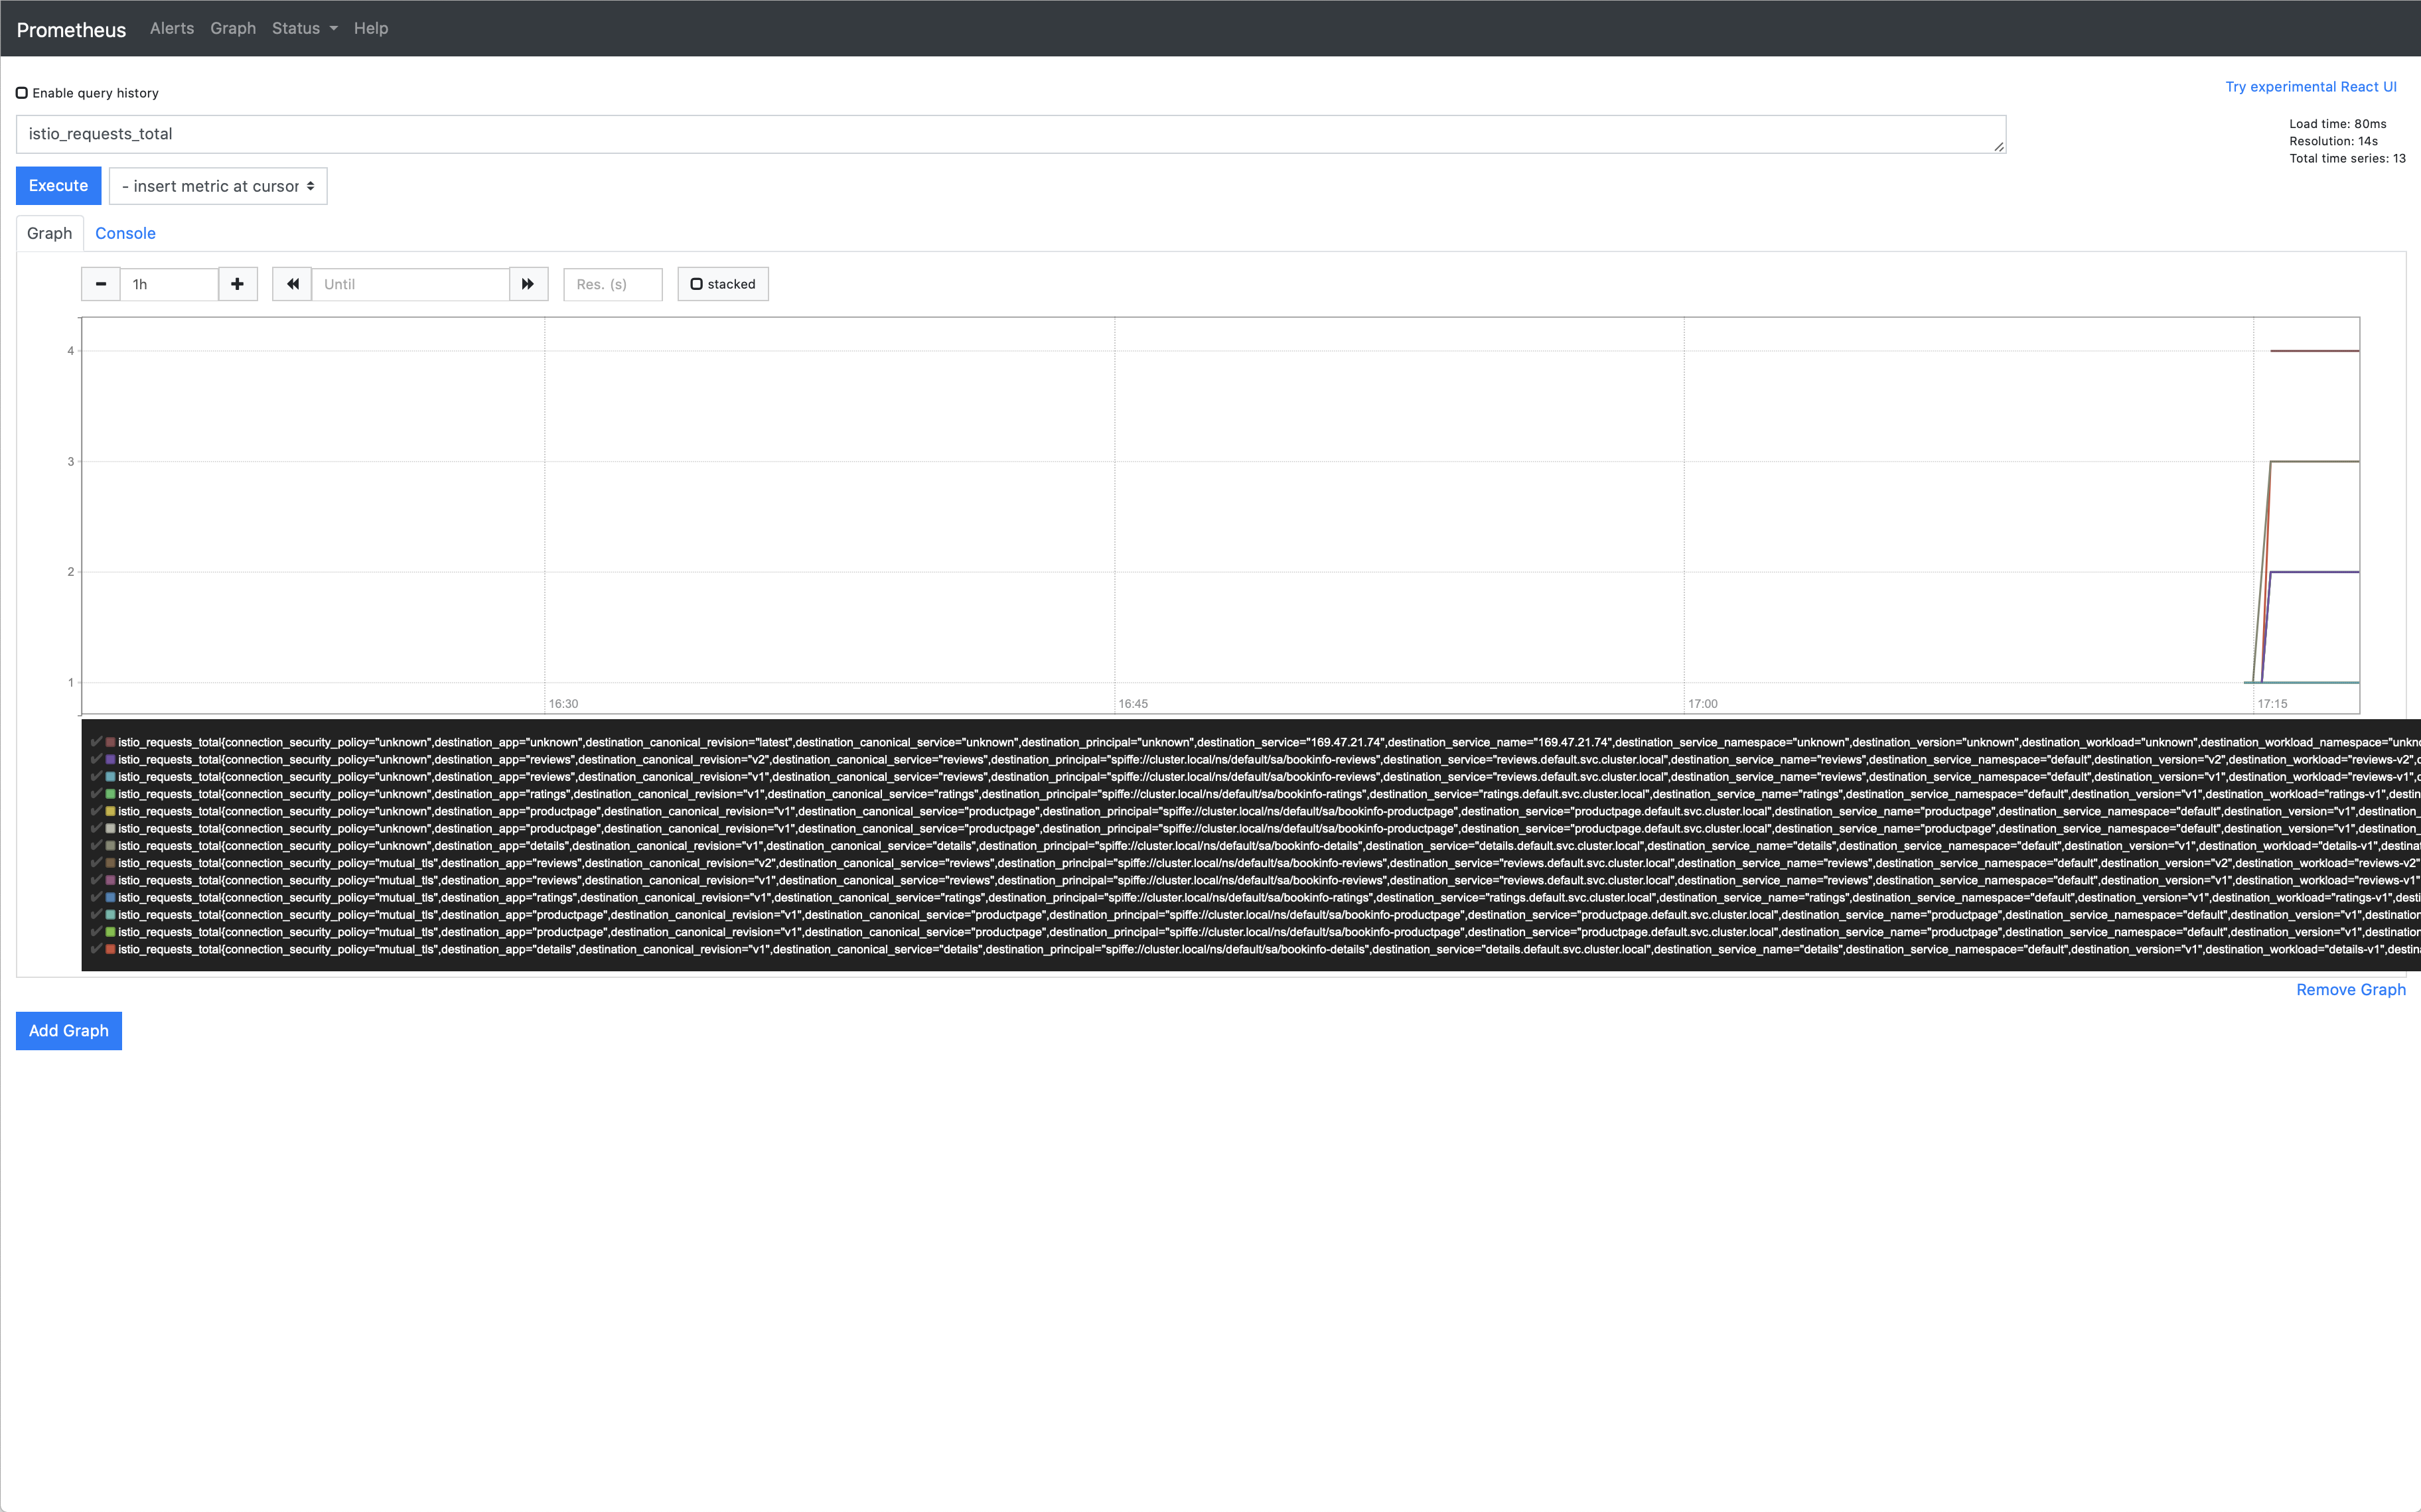 Prometheus Alerts Graph Status Help
Enable query history
Try experimental React UI
istio_requests_total
Load time: 80ms
Resolution: 14s
Total time series: 13
Execute - insert metric at cursor
Graph Console
1h Until Res. (s) stacked
4
3
2
1
16:30 16:45 17:00 17:15
istio_requests_total{connection_security_policy="unknown",destination_app="unknown",destination_canonical_revision="latest",destination_canonical_service="unknown",destination_principal="unknown",destination_service="169.47.21.74",destination_service_name="169.47.21.74",destination_service_namespace="unknown",destination_version="unknown",destination_workload="unknown",destination_workload_namespace="unkno
istio_requests_total{connection_security_policy="unknown",destination_app="reviews",destination_canonical_revision="v2",destination_canonical_service="reviews",destination_principal="spiffe://cluster.local/ns/default/sa/bookinfo-reviews",destination_service="reviews.default.svc.cluster.local",destination_service_name="reviews",destination_service_namespace="default",destination_version="v2",destination_workload="reviews-v2",
istio_requests_total{connection_security_policy="unknown",destination_app="reviews",destination_canonical_revision="v1",destination_canonical_service="reviews",destination_principal="spiffe://cluster.local/ns/default/sa/bookinfo-reviews",destination_service="reviews.default.svc.cluster.local",destination_service_name="reviews",destination_service_namespace="default",destination_version="v1",destination_workload="reviews-v1",
istio_requests_total{connection_security_policy="unknown",destination_app="ratings",destination_canonical_revision="v1",destination_canonical_service="ratings",destination_principal="spiffe://cluster.local/ns/default/sa/bookinfo-ratings",destination_service="ratings.default.svc.cluster.local",destination_service_name="ratings",destination_service_namespace="default",destination_version="v1",destination_workload="ratings-v1",destin
istio_requests_total{connection_security_policy="unknown",destination_app="productpage",destination_canonical_revision="v1",destination_canonical_service="productpage",destination_principal="spiffe://cluster.local/ns/default/sa/bookinfo-productpage",destination_service="productpage.default.svc.cluster.local",destination_service_name="productpage",destination_service_namespace="default",destination_version="v1",destination_
istio_requests_total{connection_security_policy="unknown",destination_app="productpage",destination_canonical_revision="v1",destination_canonical_service="productpage",destination_principal="spiffe://cluster.local/ns/default/sa/bookinfo-productpage",destination_service="productpage.default.svc.cluster.local",destination_service_name="productpage",destination_service_namespace="default",destination_version="v1",destination_
istio_requests_total{connection_security_policy="unknown",destination_app="details",destination_canonical_revision="v1",destination_canonical_service="details",destination_principal="spiffe://cluster.local/ns/default/sa/bookinfo-details",destination_service="details.default.svc.cluster.local",destination_service_name="details",destination_service_namespace="default",destination_version="v1",destination_workload="details-v1",destinat
istio_requests_total{connection_security_policy="mutual_tls",destination_app="reviews",destination_canonical_revision="v2",destination_canonical_service="reviews",destination_principal="spiffe://cluster.local/ns/default/sa/bookinfo-reviews",destination_service="reviews.default.svc.cluster.local",destination_service_name="reviews",destination_service_namespace="default",destination_version="v2",destination_workload="reviews-v2"
istio_requests_total{connection_security_policy="mutual_tls",destination_app="reviews",destination_canonical_revision="v1",destination_canonical_service="reviews",destination_principal="spiffe://cluster.local/ns/default/sa/bookinfo-reviews",destination_service="reviews.default.svc.cluster.local",destination_service_name="reviews",destination_service_namespace="default",destination_version="v1",destination_workload="reviews-v1"
istio_requests_total{connection_security_policy="mutual_tls",destination_app="ratings",destination_canonical_revision="v1",destination_canonical_service="ratings",destination_principal="spiffe://cluster.local/ns/default/sa/bookinfo-ratings",destination_service="ratings.default.svc.cluster.local",destination_service_name="ratings",destination_service_namespace="default",destination_version="v1",destination_workload="ratings-v1",desti
istio_requests_total{connection_security_policy="mutual_tls",destination_app="productpage",destination_canonical_revision="v1",destination_canonical_service="productpage",destination_principal="spiffe://cluster.local/ns/default/sa/bookinfo-productpage",destination_service="productpage.default.svc.cluster.local",destination_service_name="productpage",destination_service_namespace="default",destination_version="v1",destination
istio_requests_total{connection_security_policy="mutual_tls",destination_app="productpage",destination_canonical_revision="v1",destination_canonical_service="productpage",destination_principal="spiffe://cluster.local/ns/default/sa/bookinfo-productpage",destination_service="productpage.default.svc.cluster.local",destination_service_name="productpage",destination_service_namespace="default",destination_version="v1",destination
istio_requests_total{connection_security_policy="mutual_tls",destination_app="details",destination_canonical_revision="v1",destination_canonical_service="details",destination_principal="spiffe://cluster.local/ns/default/sa/bookinfo-details",destination_service="details.default.svc.cluster.local",destination_service_name="details",destination_service_namespace="default",destination_version="v1",destination_workload="details-v1",destina
Remove Graph
Add Graph